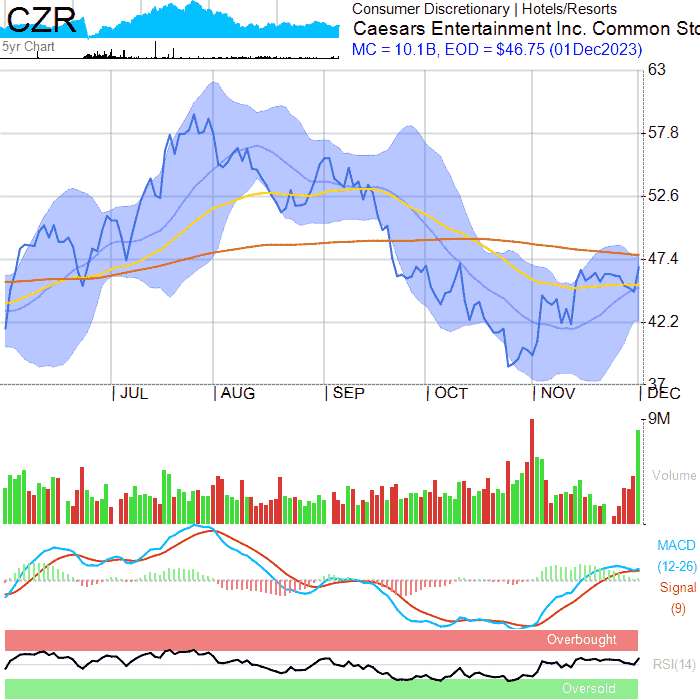 CZR
5yr Chart
Consumer Discretionary | Hotels/Resorts
Caesars Entertainment Inc. Common Sto
MC = 10.1B, EOD = $46.75 (01Dec2023)
63
57.8
52.6
47.4
42.2
37
JUL
AUG
SEP
OCT
NOV
DEC
9M
Volume
MACD
(12-26)
Signal
(9)
Overbought
RSI(14)
Oversold